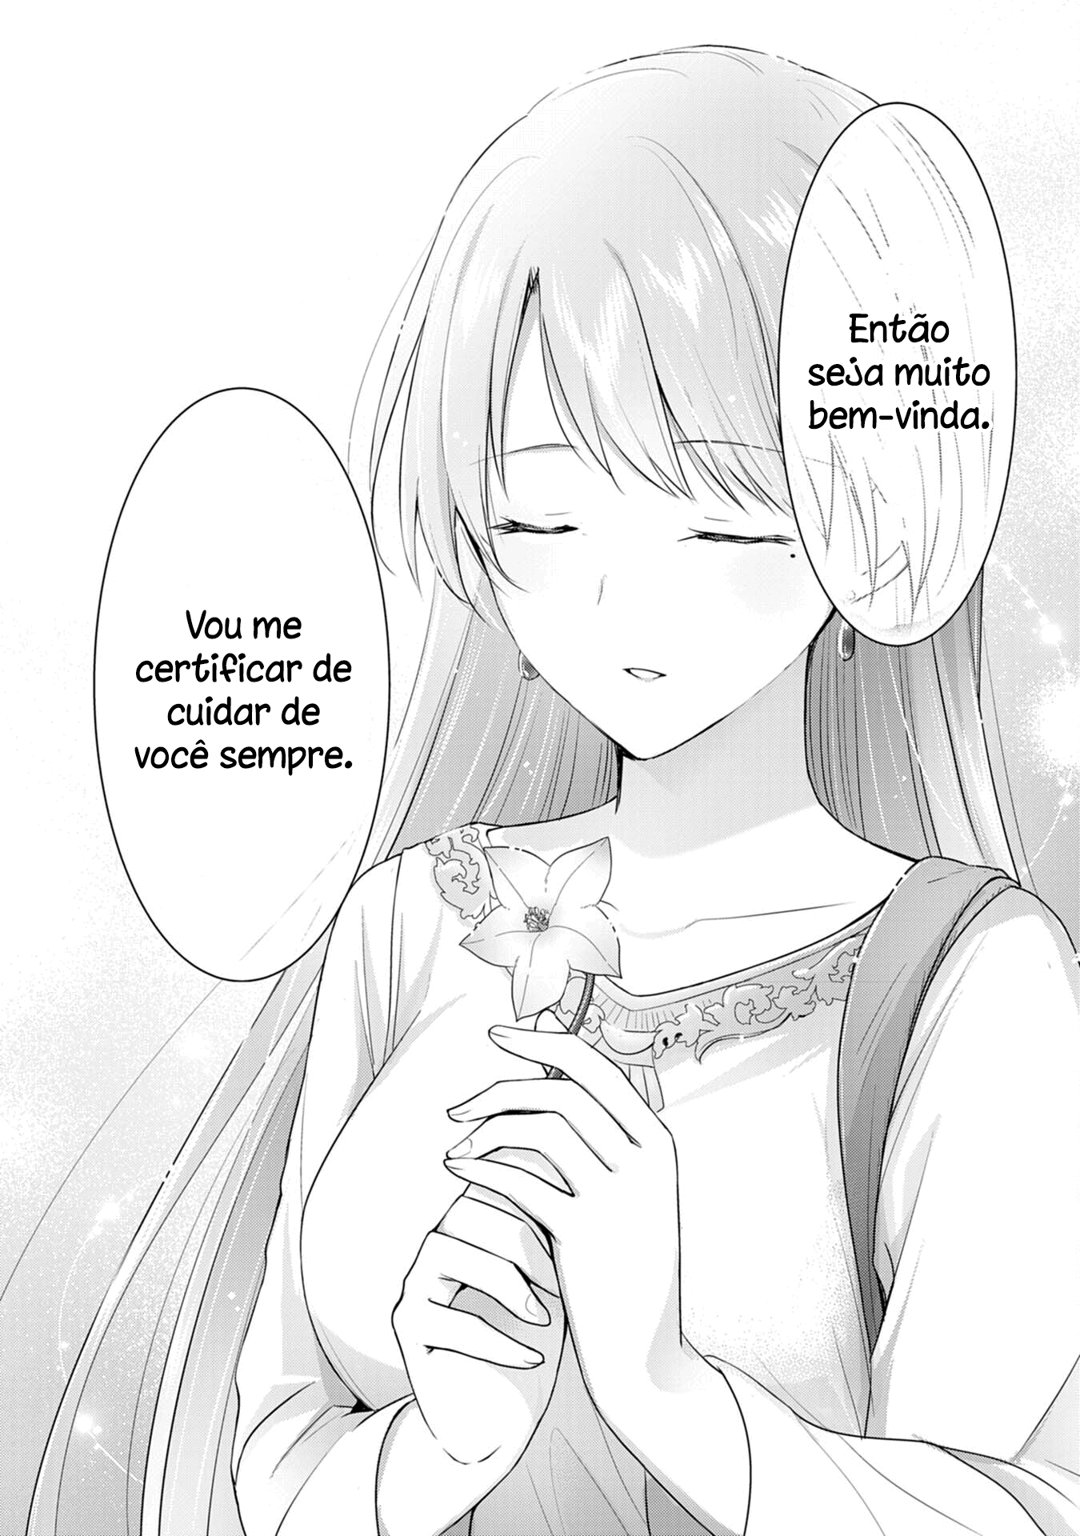 Então
seja muito
bem-vinda.
Vou me
certificar de
cuidar de
você sempre.